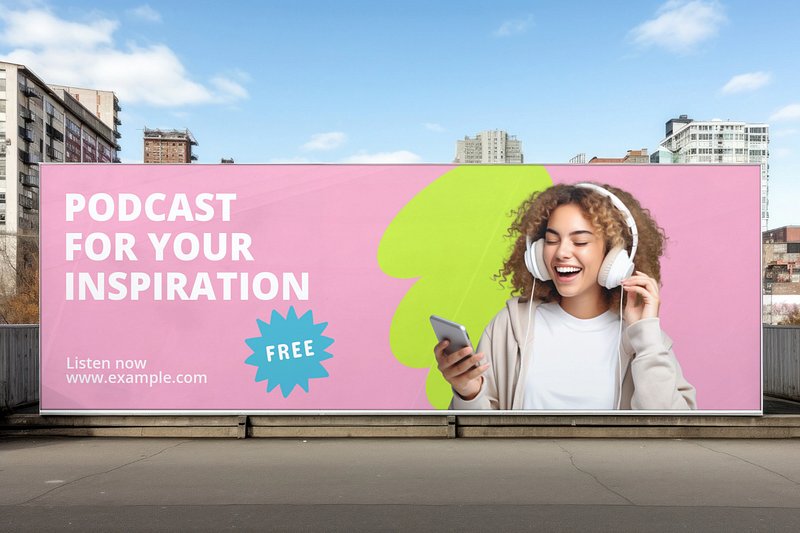 PODCAST
FOR YOUR
INSPIRATION
FREE
Listen now
www.example.com